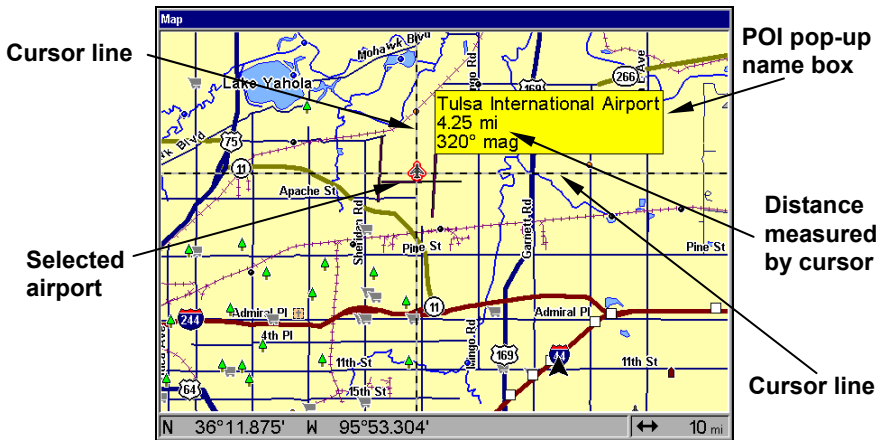 Map
Cursor line
POI pop-up
name box
Mohawk Blvd
Lake Yahola
266
169
Tulsa International Airport
4.25 mi
320° mag
75
11
Apache St
Sheridan Rd
Garnett Rd
Distance
measured
by cursor
Selected
airport
Pine St
Pine St
11
Admiral Pl
Admiral Pl
244
4th Pl
Mingo Rd
169
44
11th St
11th St
64
15th St
Cursor line
N 36°11.875' W 95°53.304'
↔ 10 mi